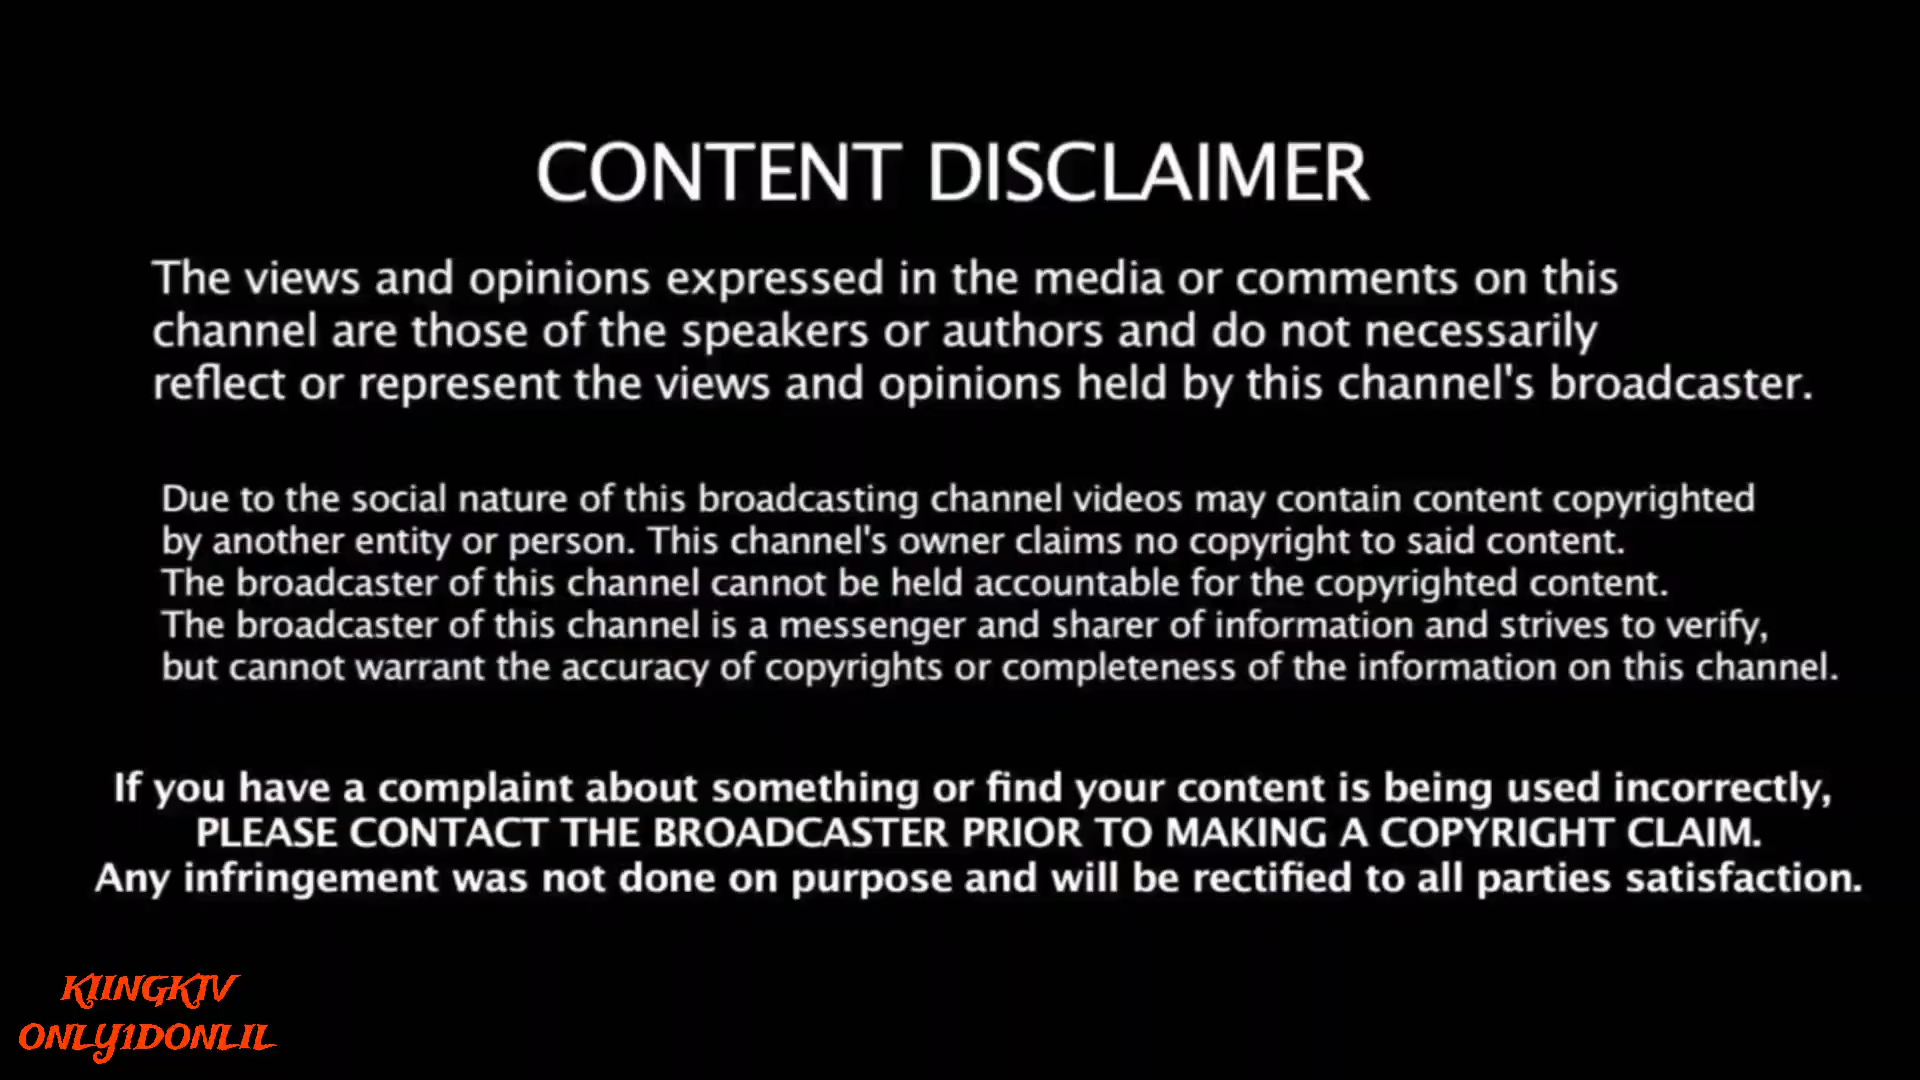 CONTENT DISCLAIMER
The views and opinions expressed in the media or comments on this
channel are those of the speakers or authors and do not necessarily
reflect or represent the views and opinions held by this channel's broadcaster.
Due to the social nature of this broadcasting channel videos may contain content copyrighted
by another entity or person. This channel's owner claims no copyright to said content.
The broadcaster of this channel cannot be held accountable for the copyrighted content.
The broadcaster of this channel is a messenger and sharer of information and strives to verify,
but cannot warrant the accuracy of copyrights or completeness of the information on this channel.
If you have a complaint about something or find your content is being used incorrectly,
PLEASE CONTACT THE BROADCASTER PRIOR TO MAKING A COPYRIGHT CLAIM.
Any infringement was not done on purpose and will be rectified to all parties satisfaction.
KIINGKTV
ONLY1DONLIL